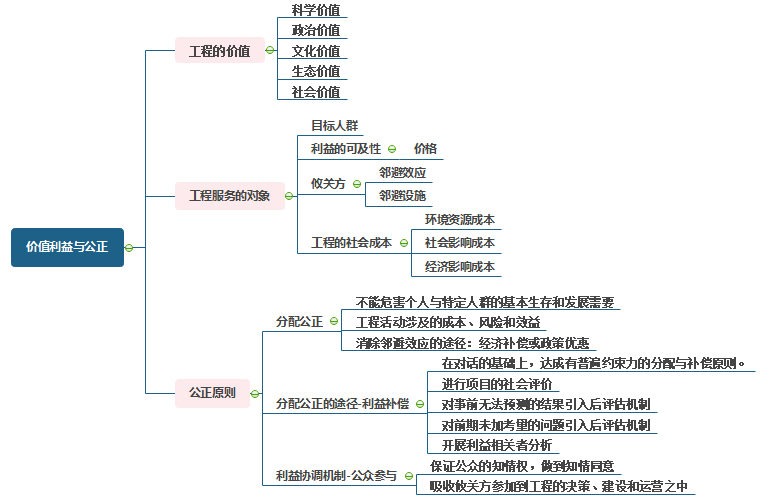 价值利益与公正
工程的价值
科学价值
政治价值
文化价值
生态价值
社会价值
工程服务的对象
目标人群
利益的可及性
价格
攸关方
邻避效应
邻避设施
工程的社会成本
环境资源成本
社会影响成本
经济影响成本
公正原则
分配公正
不能危害个人与特定人群的基本生存和发展需要
工程活动涉及的成本、风险和效益
消除邻避效应的途径：经济补偿或政策优惠
分配公正的途径-利益补偿
在对话的基础上，达成有普遍约束力的分配与补偿原则。
进行项目的社会评价
对事前无法预测的结果引入后评估机制
对前期未加考量的问题引入后评估机制
开展利益相关者分析
利益协调机制-公众参与
保证公众的知情权，做到知情同意
吸收攸关方参加到工程的决策、建设和运营之中